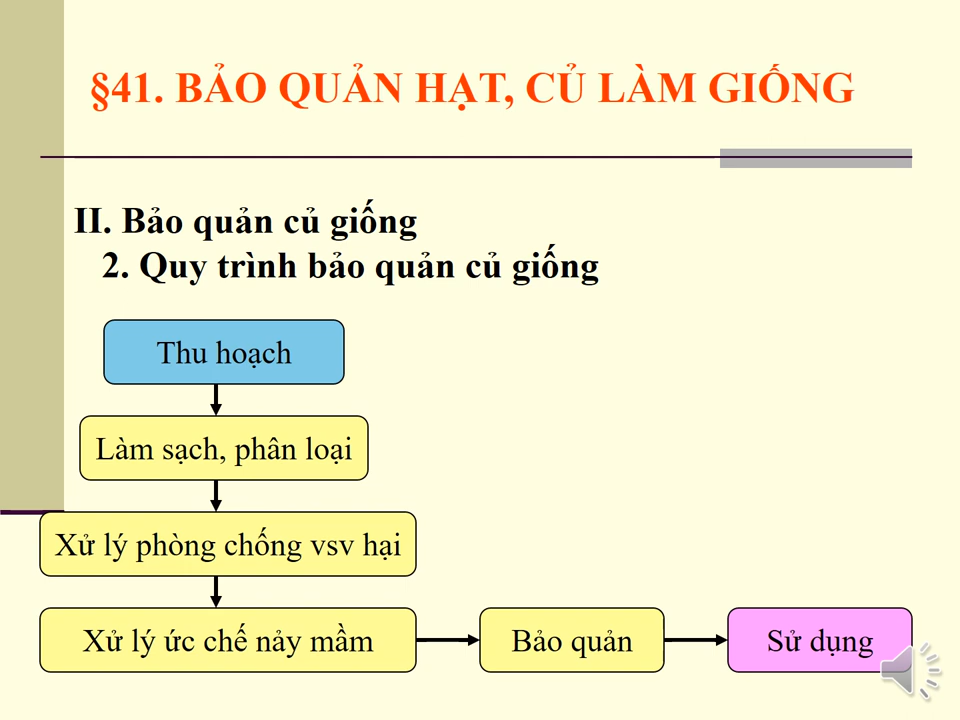 §41. BẢO QUẢN HẠT, CỦ LÀM GIỐNG
II. Bảo quản củ giống
2. Quy trình bảo quản củ giống
Thu hoạch
Làm sạch, phân loại
Xử lý phòng chống vsv hại
Xử lý ức chế nảy mầm
Bảo quản
Sử dụng